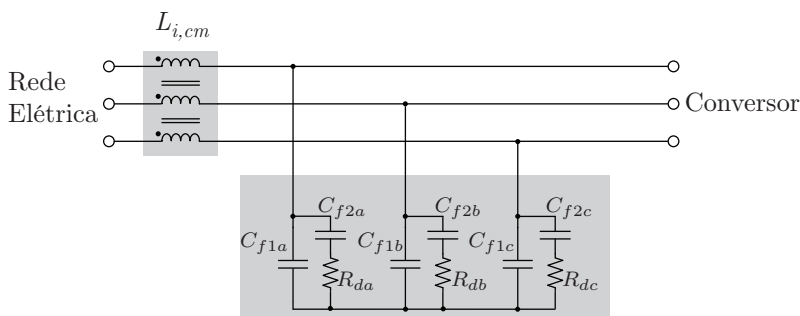 L_{i,cm}
Rede
Elétrica
Conversor
C_{f2a} C_{f2b} C_{f2c}
C_{f1a} C_{f1b} C_{f1c}
R_{da} R_{db} R_{dc}